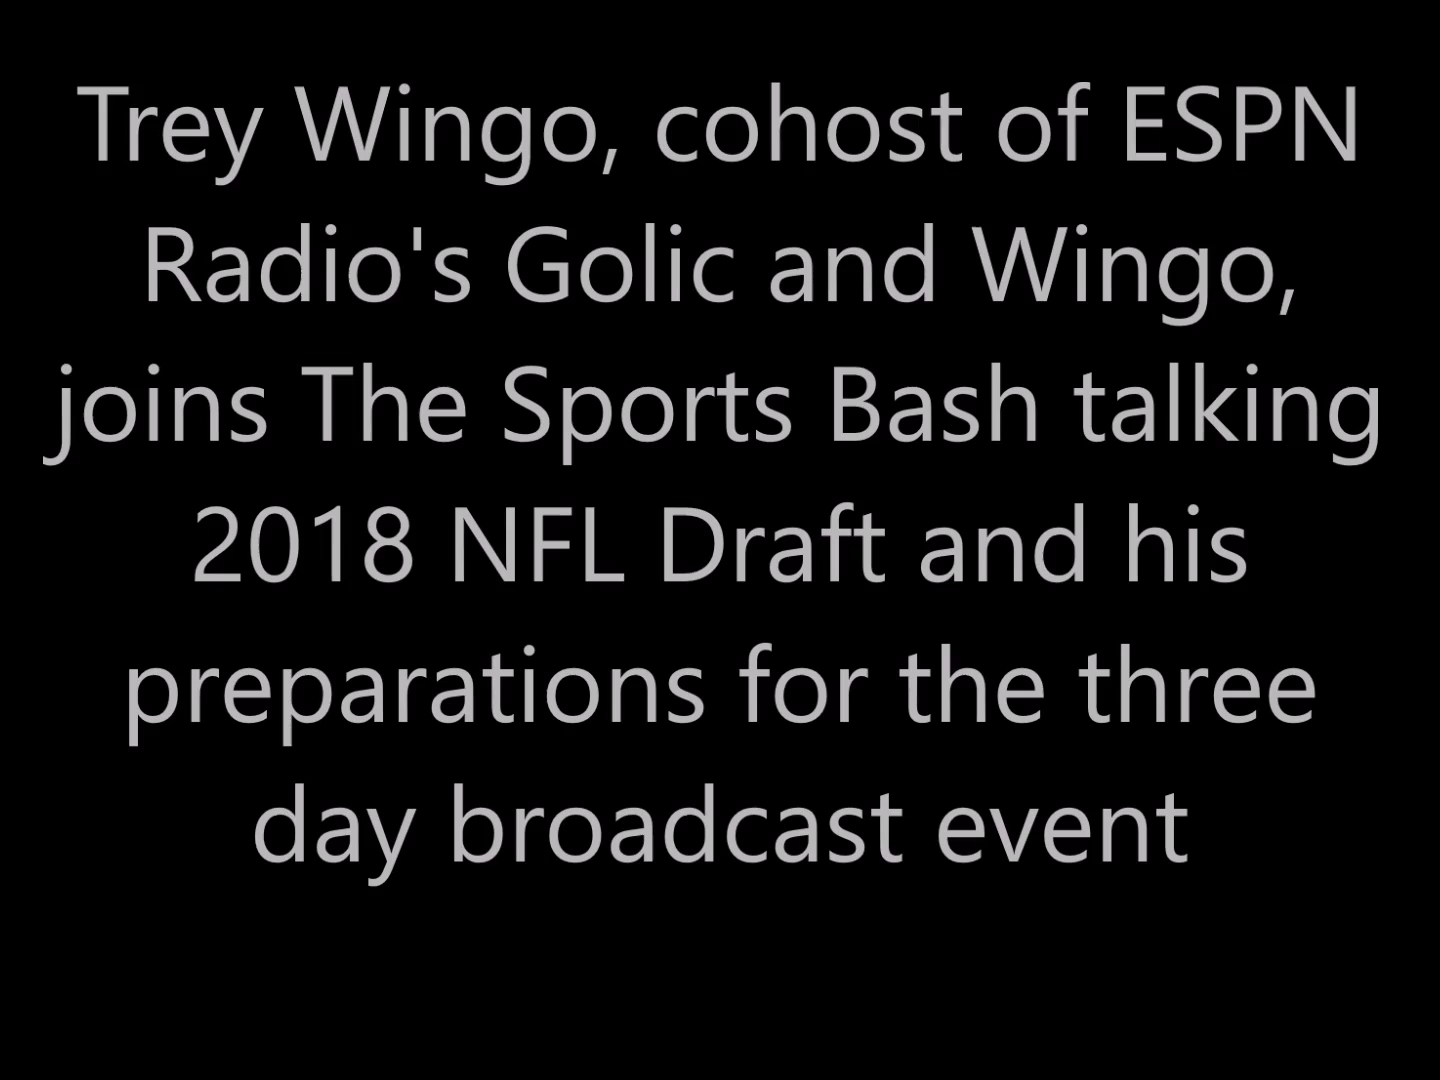 Trey Wingo, cohost of ESPN
Radio's Golic and Wingo,
joins The Sports Bash talking
2018 NFL Draft and his
preparations for the three
day broadcast event